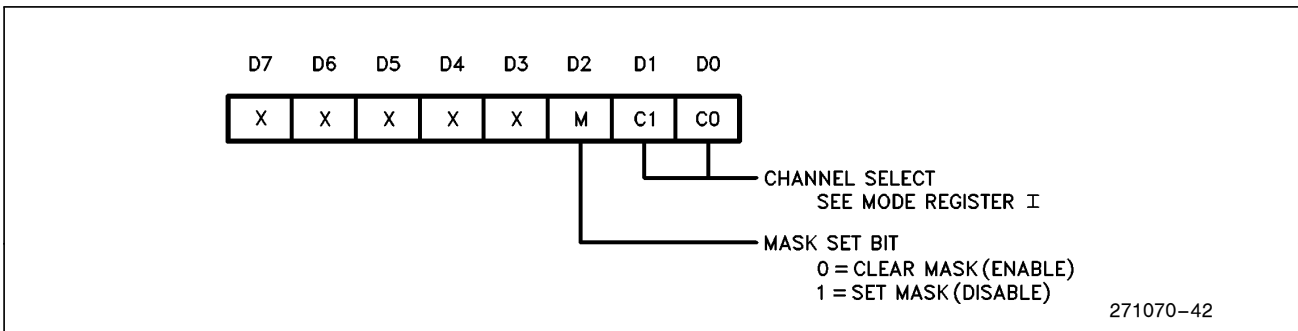 D7 D6 D5 D4 D3 D2 D1 D0
X X X X X M C1 C0
CHANNEL SELECT
SEE MODE REGISTER I
MASK SET BIT
0 = CLEAR MASK (ENABLE)
1 = SET MASK (DISABLE)
271070–42